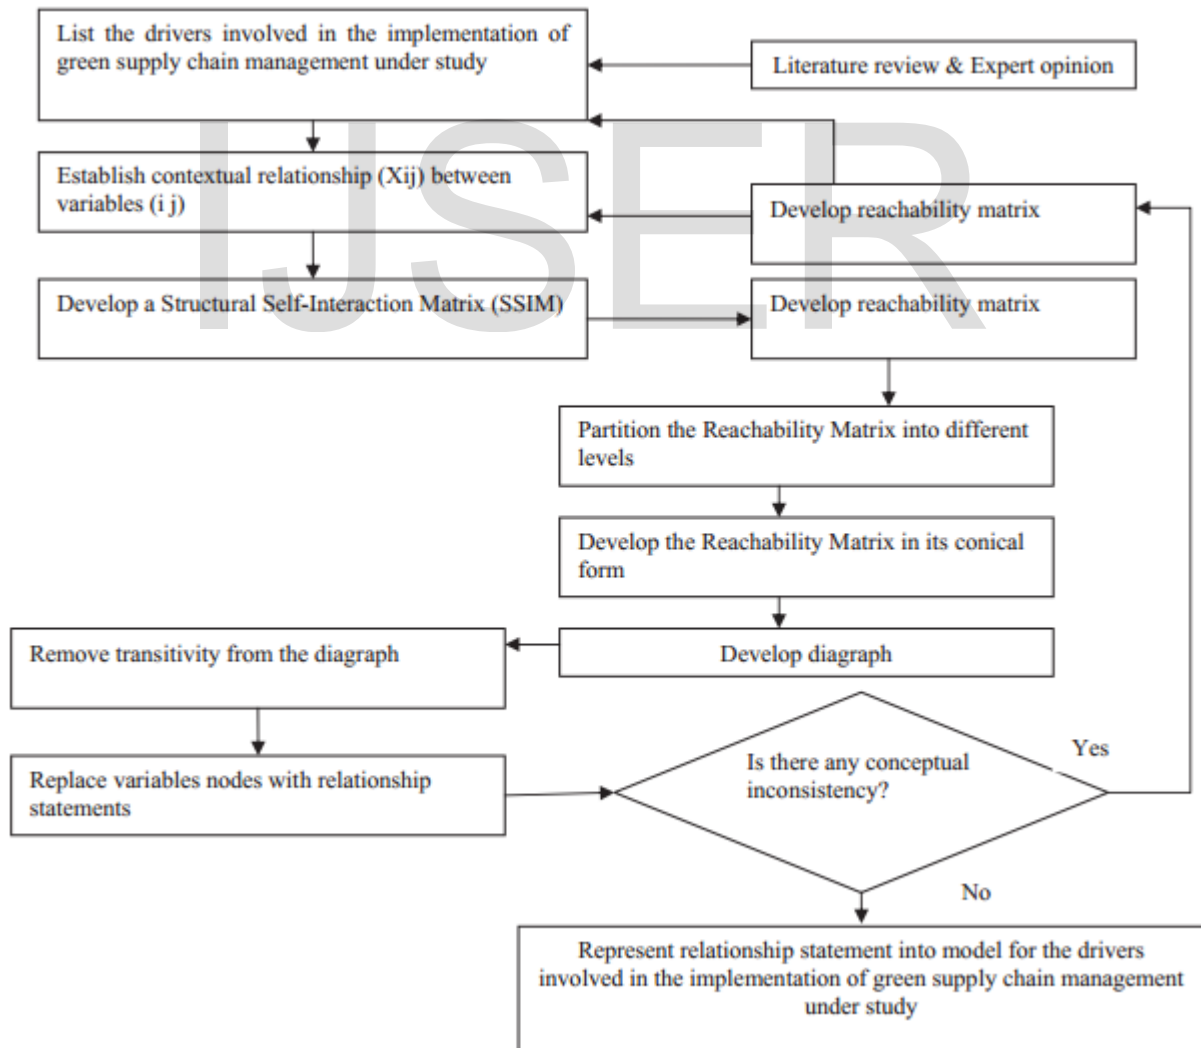 List the drivers involved in the implementation of
green supply chain management under study
Literature review & Expert opinion
IJSER
Establish contextual relationship (Xij) between
variables (i j)
Develop reachability matrix
Develop a Structural Self-Interaction Matrix (SSIM)
Develop reachability matrix
Partition the Reachability Matrix into different
levels
Develop the Reachability Matrix in its conical
form
Develop diagraph
Remove transitivity from the diagraph
Replace variables nodes with relationship
statements
Is there any conceptual
inconsistency?
Yes
No
Represent relationship statement into model for the drivers
involved in the implementation of green supply chain management
under study